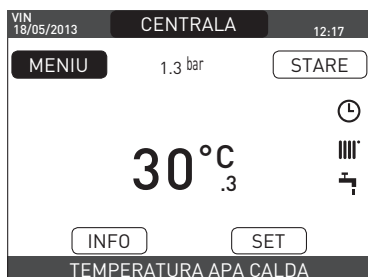 VIN
18/05/2013 CENTRALA 12:17
MENIU 1.3 bar STARE
30°C
.3
INFO SET
TEMPERATURA APA CALDA